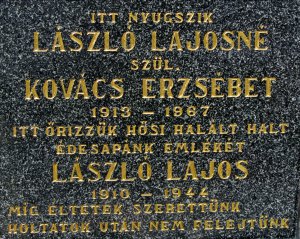 ITT NYUGSZIK
LÁSZLÓ LAJOSNÉ
SZÜL.
KOVÁCS ERZSÉBET
1913 – 1967
ITT ŐRIZZÜK HŐSI HALÁLT HALT
ÉDESAPÁNK EMLÉKÉT
LÁSZLÓ LAJOS
1910 – 1944
MÍG ÉLTETEK SZERETTÜNK
HOLTATOK UTÁN NEM FELEJTÜNK